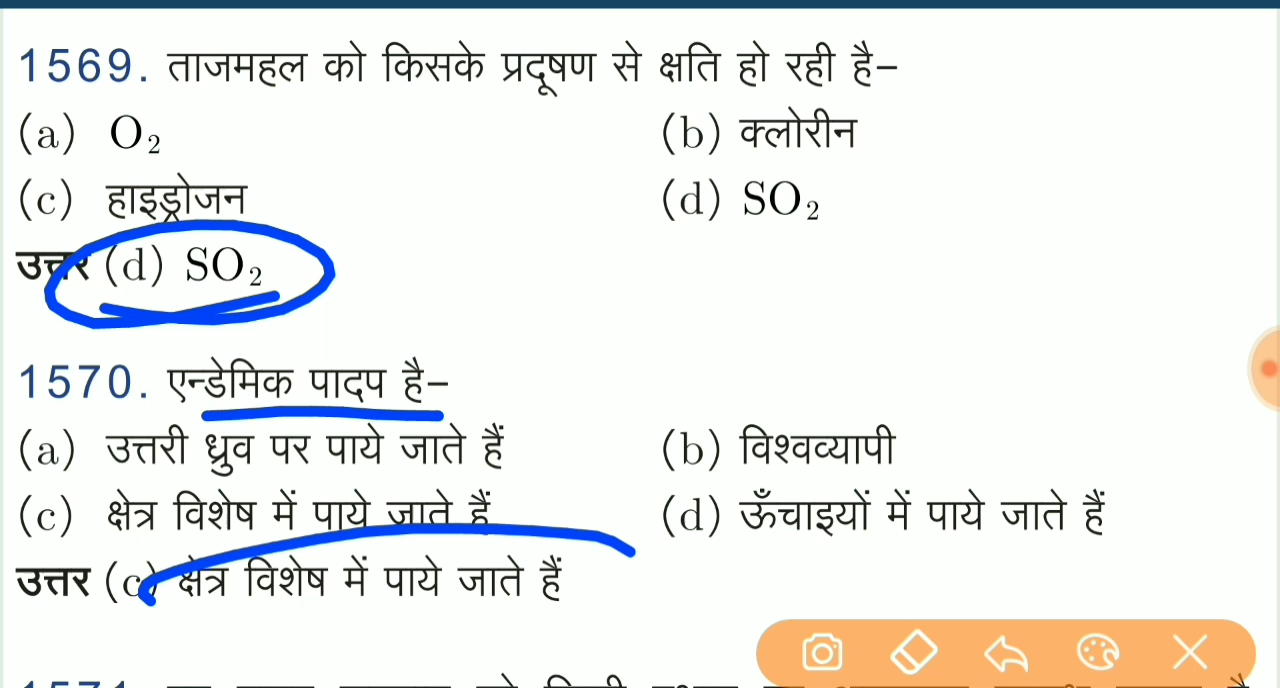 1569. ताजमहल को किसके प्रदूषण से क्षति हो रही है–
(a) O₂ (b) क्लोरीन
(c) हाइड्रोजन (d) SO₂
उत्तर (d) SO₂
1570. एन्डेमिक पादप है–
(a) उत्तरी ध्रुव पर पाये जाते हैं (b) विश्वव्यापी
(c) क्षेत्र विशेष में पाये जाते हैं (d) ऊँचाइयों में पाये जाते हैं
उत्तर (c) क्षेत्र विशेष में पाये जाते हैं